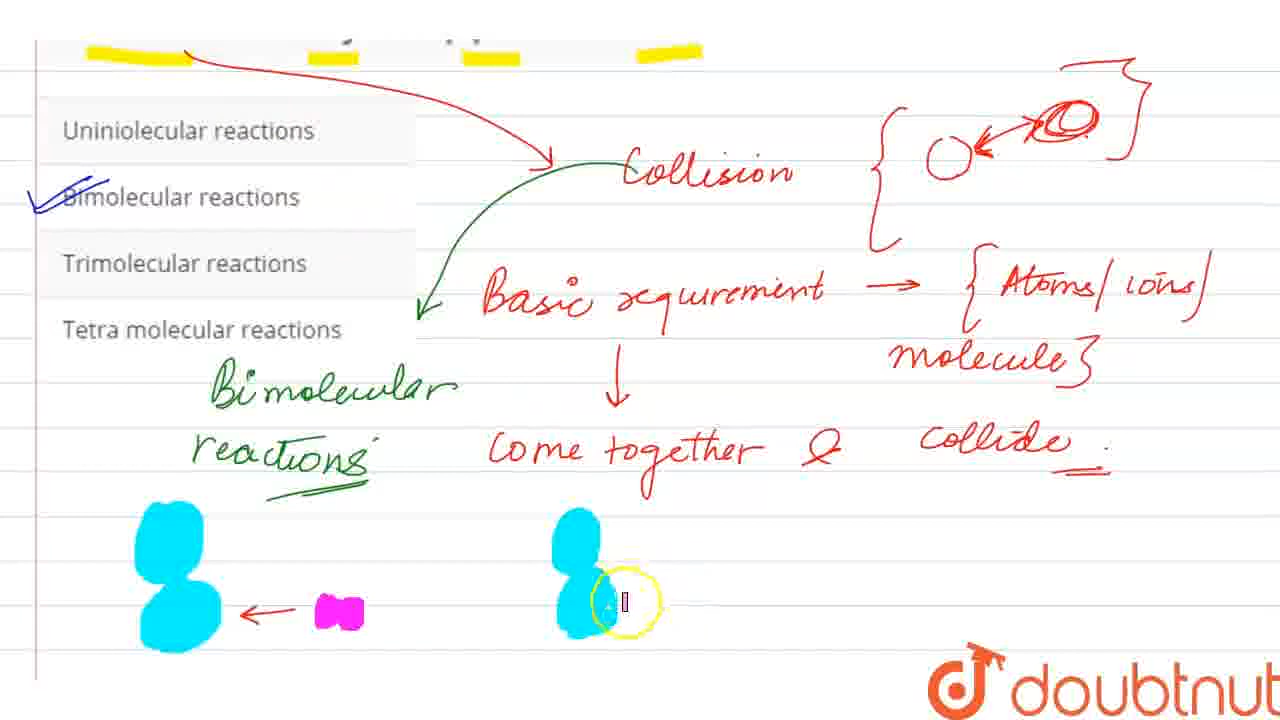 Uniniolecular reactions
Bimolecular reactions
Trimolecular reactions
Tetra molecular reactions
Collision
Basic requirement → {Atoms/ions/
molecule}
Come together & collide.
Bimolecular
reactions
doubtnut